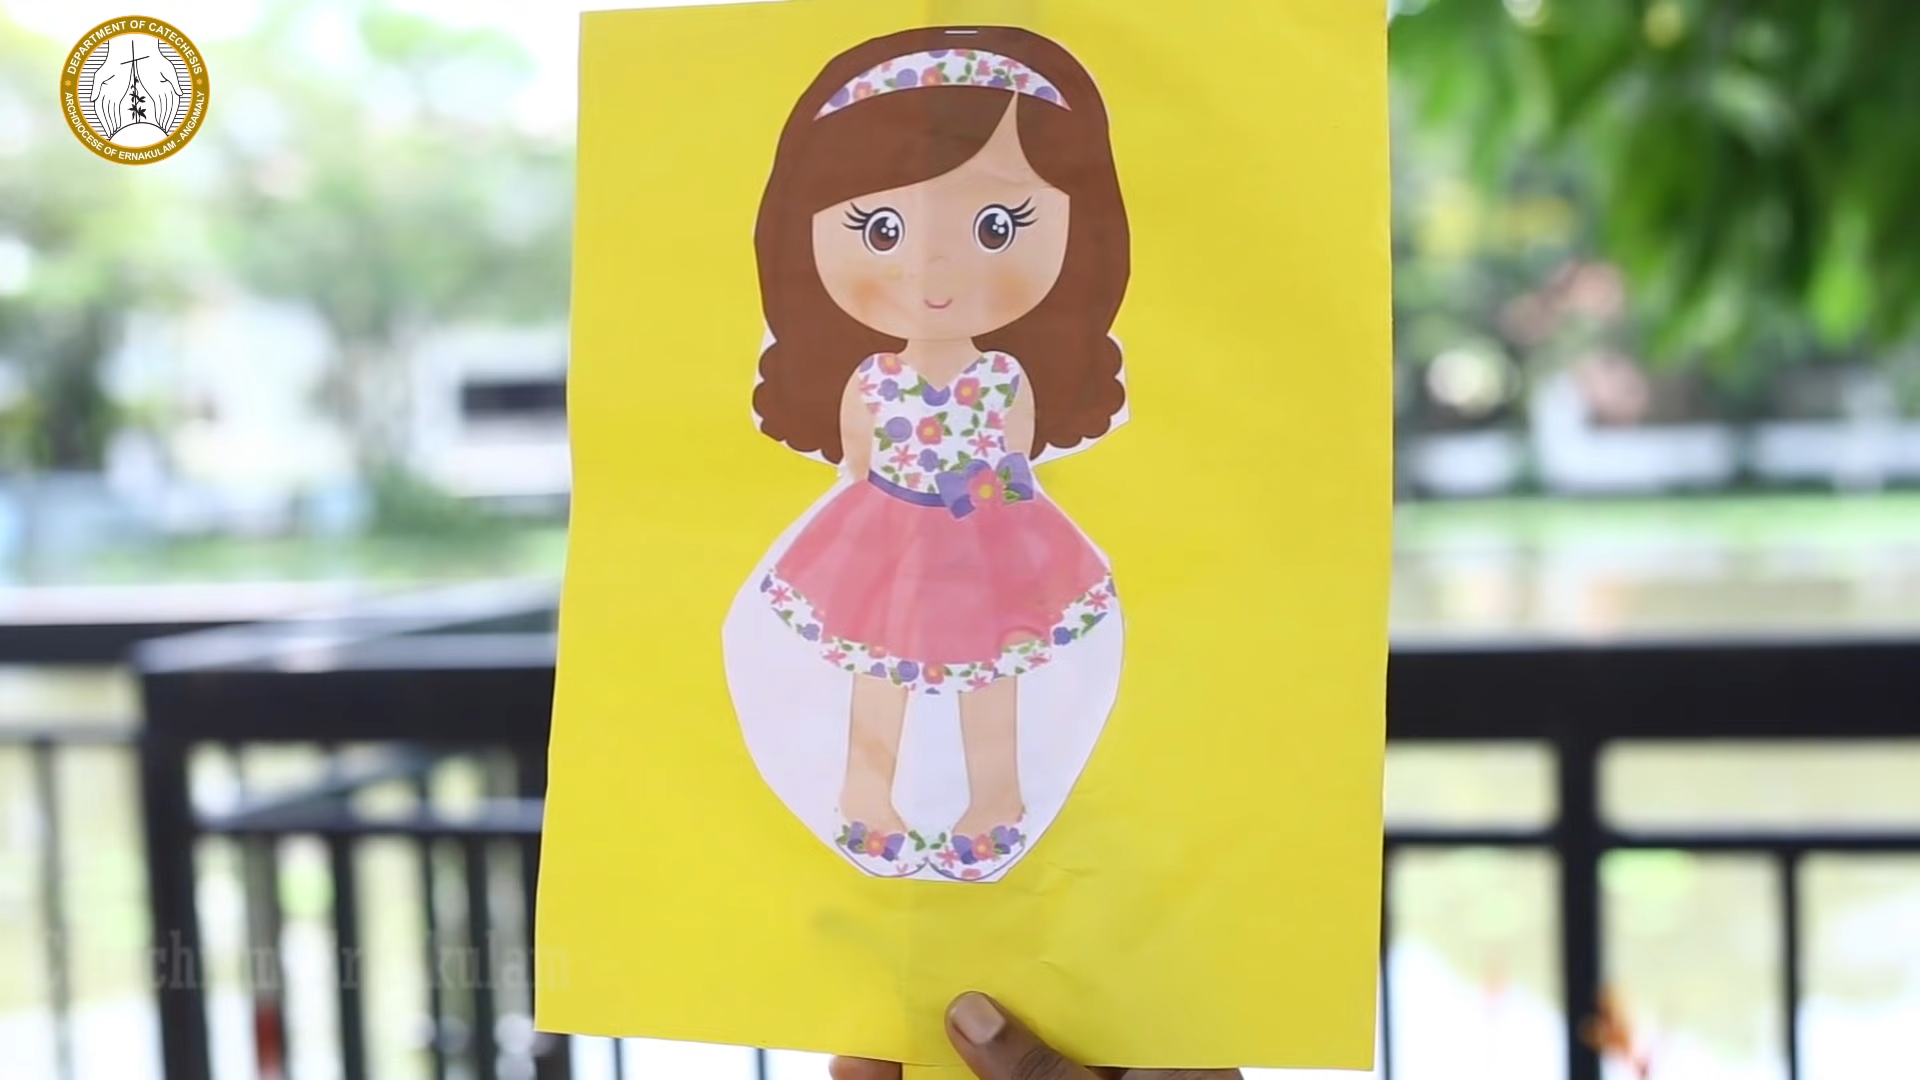 DEPARTMENT OF CATECHESIS
ARCHDIOCESE OF ERNAKULAM - ANGAMALY